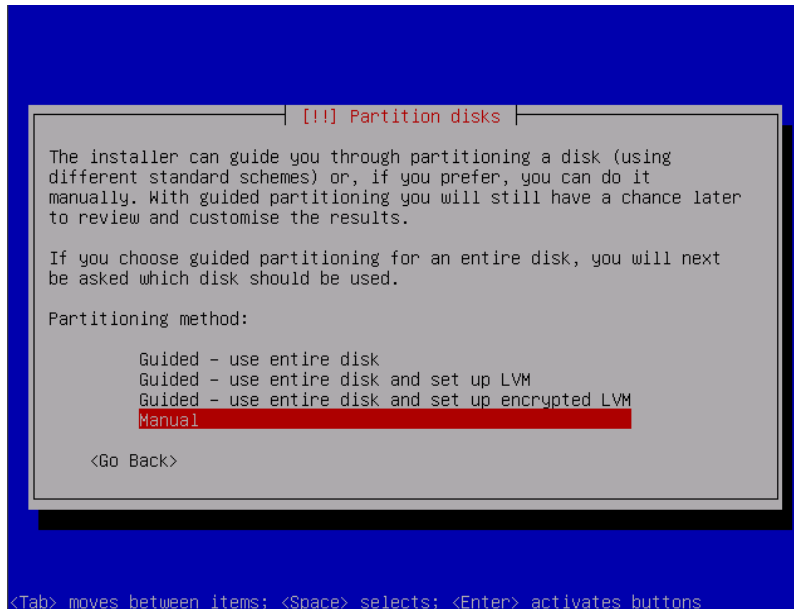 [!!] Partition disks
The installer can guide you through partitioning a disk (using
different standard schemes) or, if you prefer, you can do it
manually. With guided partitioning you will still have a chance later
to review and customise the results.
If you choose guided partitioning for an entire disk, you will next
be asked which disk should be used.
Partitioning method:
Guided - use entire disk
Guided - use entire disk and set up LVM
Guided - use entire disk and set up encrypted LVM
Manual
<Go Back>
<Tab> moves between items; <Space> selects; <Enter> activates buttons